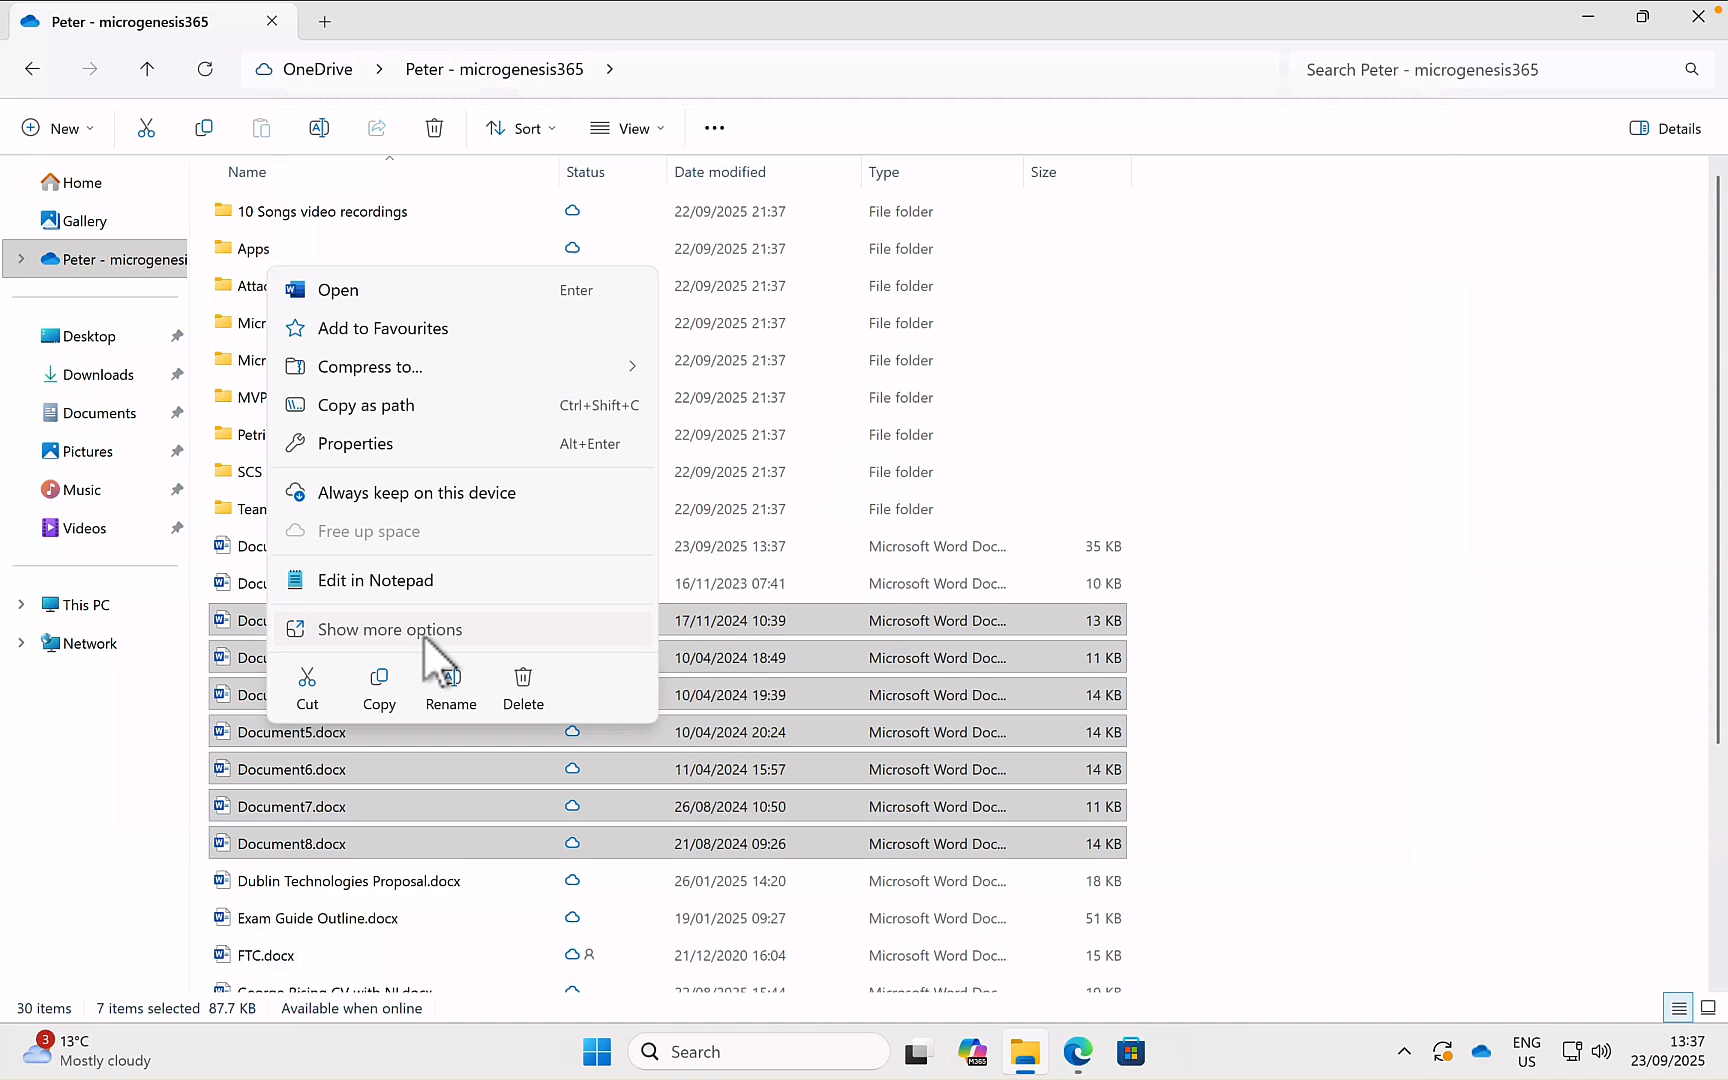 Peter - microgenesis365
OneDrive > Peter - microgenesis365 >
Search Peter - microgenesis365
New
Sort
View
Details
Name Status Date modified Type Size
Home
Gallery
Peter - microgenesi
Desktop
Downloads
Documents
Pictures
Music
Videos
This PC
Network
10 Songs video recordings 22/09/2025 21:37 File folder
Apps 22/09/2025 21:37 File folder
Attac 22/09/2025 21:37 File folder
Micr 22/09/2025 21:37 File folder
Micr 22/09/2025 21:37 File folder
MVP 22/09/2025 21:37 File folder
Petri 22/09/2025 21:37 File folder
SCS 22/09/2025 21:37 File folder
Team 22/09/2025 21:37 File folder
Docu 23/09/2025 13:37 Microsoft Word Doc... 35 KB
Docu 16/11/2023 07:41 Microsoft Word Doc... 10 KB
Docu 17/11/2024 10:39 Microsoft Word Doc... 13 KB
Docu 10/04/2024 18:49 Microsoft Word Doc... 11 KB
Docu 10/04/2024 19:39 Microsoft Word Doc... 14 KB
Document5.docx 10/04/2024 20:24 Microsoft Word Doc... 14 KB
Document6.docx 11/04/2024 15:57 Microsoft Word Doc... 14 KB
Document7.docx 26/08/2024 10:50 Microsoft Word Doc... 11 KB
Document8.docx 21/08/2024 09:26 Microsoft Word Doc... 14 KB
Dublin Technologies Proposal.docx 26/01/2025 14:20 Microsoft Word Doc... 18 KB
Exam Guide Outline.docx 19/01/2025 09:27 Microsoft Word Doc... 51 KB
FTC.docx 21/12/2020 16:04 Microsoft Word Doc... 15 KB
Open Enter
Add to Favourites
Compress to...
Copy as path Ctrl+Shift+C
Properties Alt+Enter
Always keep on this device
Free up space
Edit in Notepad
Show more options
Cut Copy Rename Delete
30 items 7 items selected 87.7 KB Available when online
3
13°C
Mostly cloudy
Search
M365
ENG
US
13:37
23/09/2025